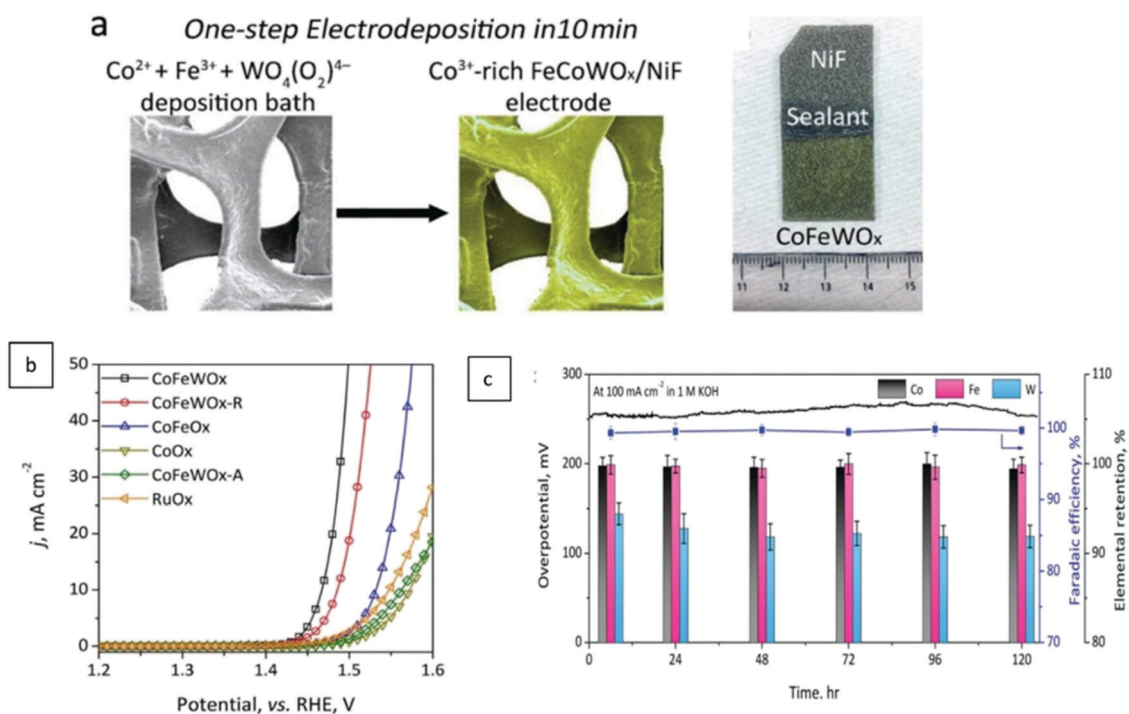 a
One-step Electrodeposition in10 min
Co²⁺ + Fe³⁺ + WO₄(O₂)⁴⁻
deposition bath
Co³⁺-rich FeCoWOₓ/NiF
electrode
NiF
Sealant
CoFeWOₓ
11 12 13 14 15
b
50
40
30
20
10
0
j, mA cm⁻²
CoFeWOx
CoFeWOx-R
CoFeOx
CoOx
CoFeWOx-A
RuOx
1.2 1.3 1.4 1.5 1.6
Potential, vs. RHE, V
c
:
At 100 mA cm⁻² in 1 M KOH
Co Fe W
300
200
100
0
Overpotential, mV
100
90
80
70
Faradaic efficiency, %
110
100
90
80
Elemental retention, %
0 24 48 72 96 120
Time. hr